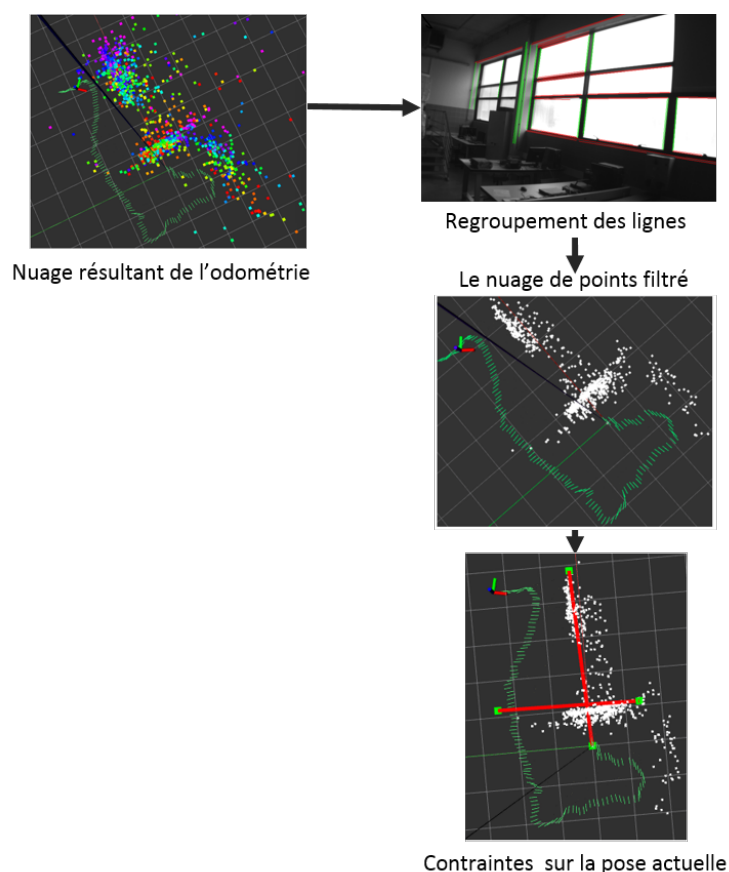 Nuage résultant de l'odométrie
Regroupement des lignes
Le nuage de points filtré
Contraintes sur la pose actuelle